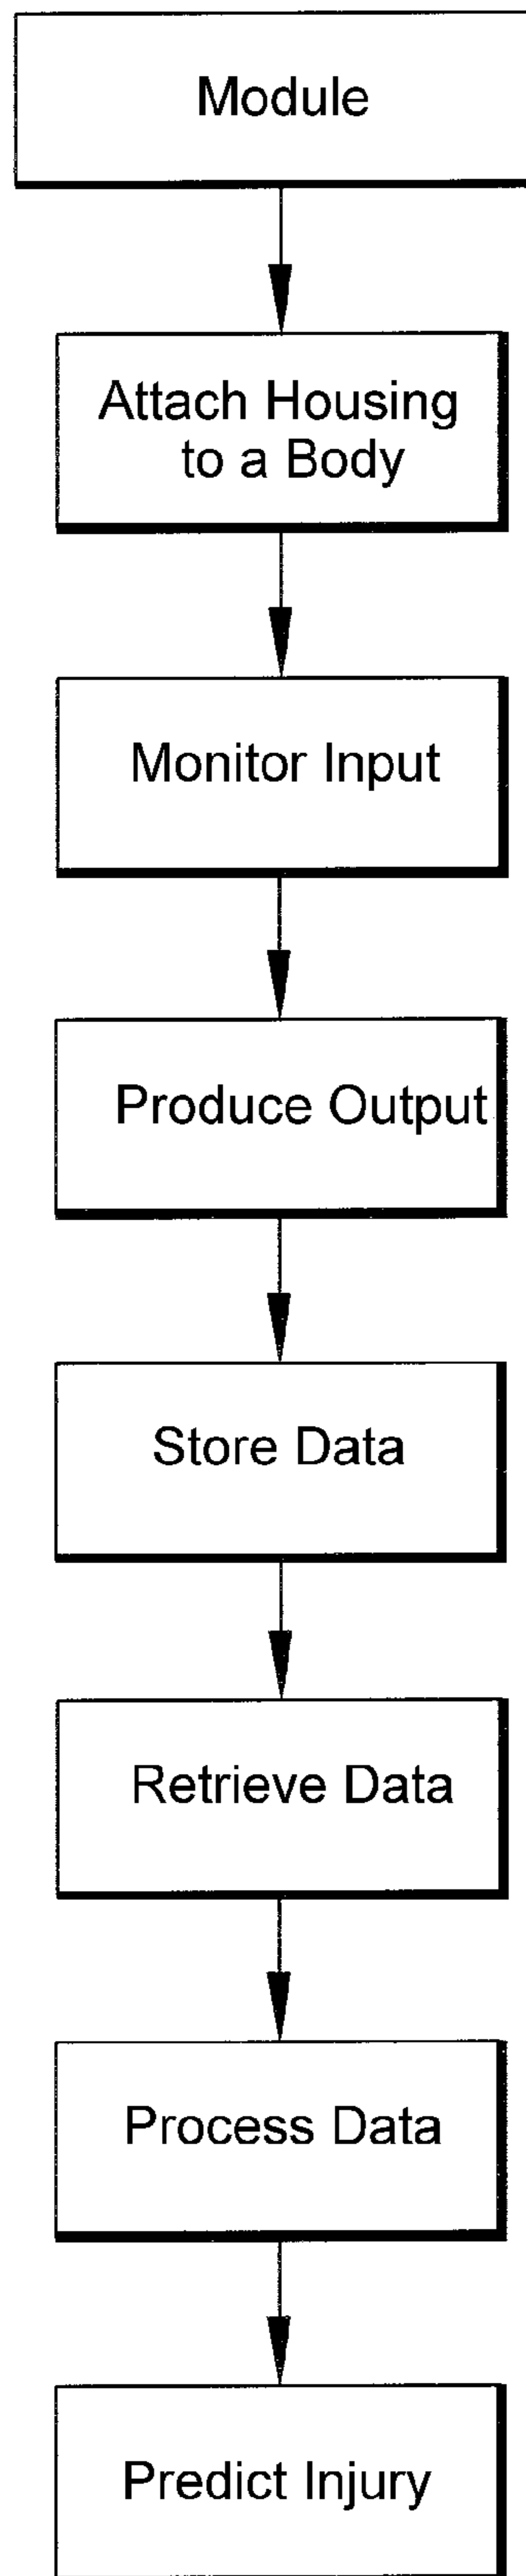 Module
Attach Housing
to a Body
Monitor Input
Produce Output
Store Data
Retrieve Data
Process Data
Predict Injury